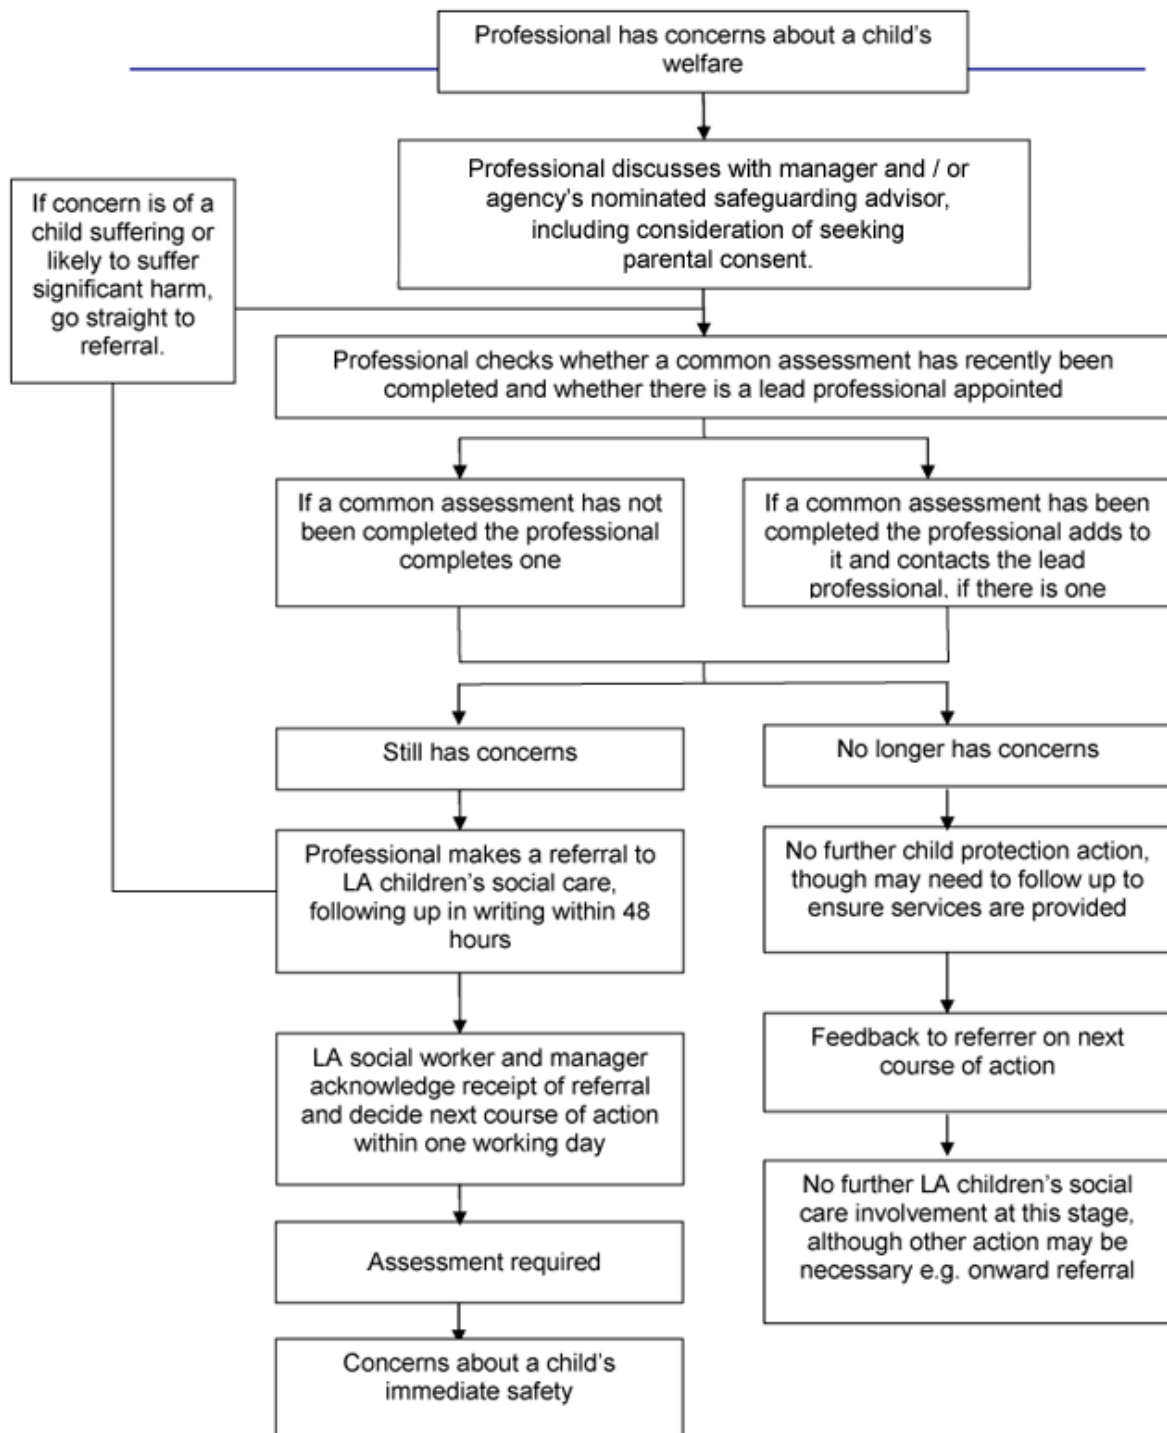 Professional has concerns about a child's
welfare
Professional discusses with manager and / or
agency's nominated safeguarding advisor,
including consideration of seeking
parental consent.
If concern is of a
child suffering or
likely to suffer
significant harm,
go straight to
referral.
Professional checks whether a common assessment has recently been
completed and whether there is a lead professional appointed
If a common assessment has not
been completed the professional
completes one
If a common assessment has been
completed the professional adds to
it and contacts the lead
professional, if there is one
Still has concerns
No longer has concerns
Professional makes a referral to
LA children's social care,
following up in writing within 48
hours
No further child protection action,
though may need to follow up to
ensure services are provided
LA social worker and manager
acknowledge receipt of referral
and decide next course of action
within one working day
Feedback to referrer on next
course of action
No further LA children's social
care involvement at this stage,
although other action may be
necessary e.g. onward referral
Assessment required
Concerns about a child's
immediate safety